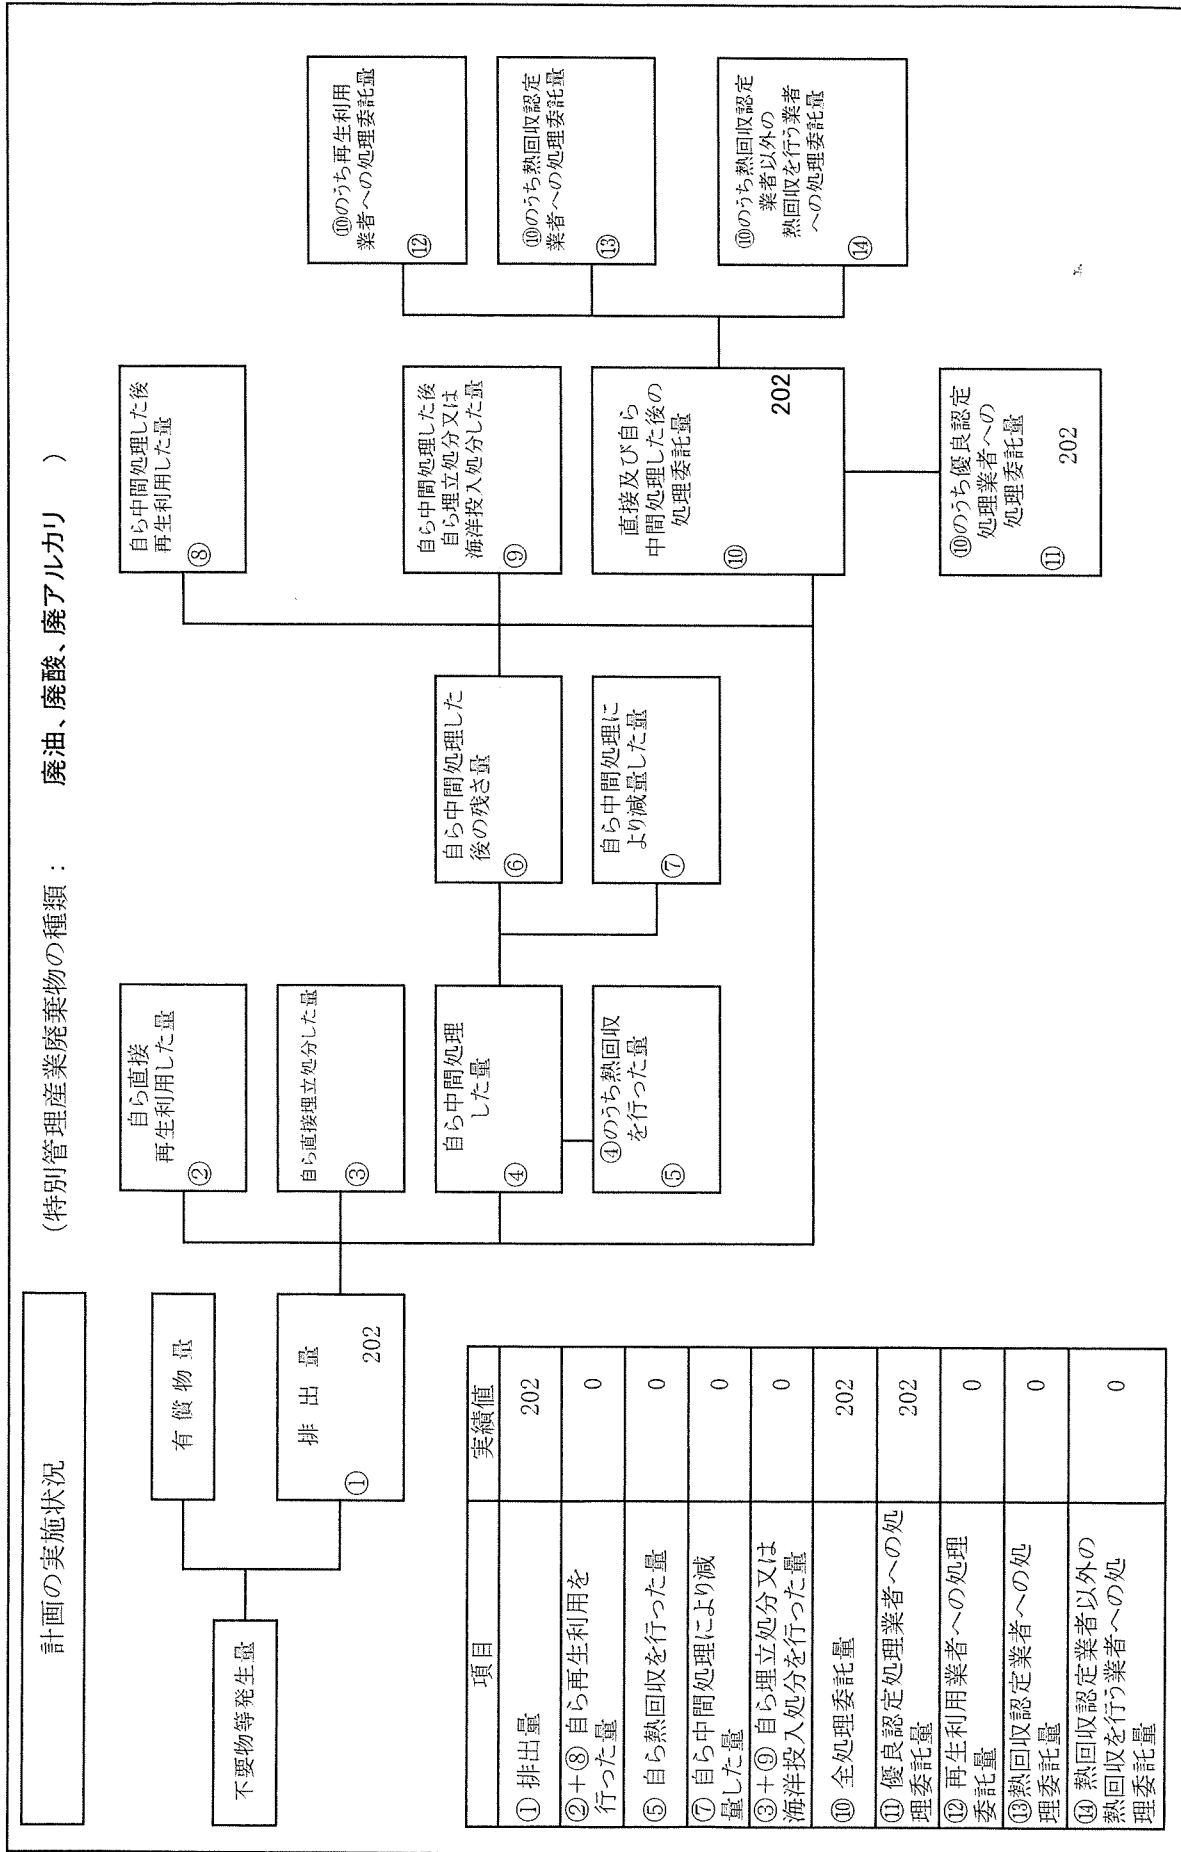 計画の実施状況
(特別管理産業廃棄物の種類： 廃油、廃酸、廃アルカリ )
不要物等発生量
有償物量
排出量
① 202
自ら直接
再生利用した量
②
自ら直接埋立処分した量
③
自ら中間処理
した量
④
④のうち熱回収
を行った量
⑤
自ら中間処理した
後の残さ量
⑥
自ら中間処理に
より減量した量
⑦
自ら中間処理した後
再生利用した量
⑧
自ら中間処理した後
自ら埋立処分又は
海洋投入処分した量
⑨
直接及び自ら
中間処理した後の
処理委託量
⑩ 202
⑩のうち優良認定
処理業者への
処理委託量
⑪ 202
⑩のうち再生利用
業者への処理委託量
⑫
⑩のうち熱回収認定
業者への処理委託量
⑬
⑩のうち熱回収認定
業者以外の
熱回収を行う業者
への処理委託量
⑭
項目 実績値
①排出量 202
②＋⑧自ら再生利用を
行った量 0
⑤自ら熱回収を行った量 0
⑦自ら中間処理により減
量した量 0
③＋⑨自ら埋立処分又は
海洋投入処分を行った量 0
⑩全処理委託量 202
⑪優良認定処理業者への処
理委託量 202
⑫再生利用業者への処理
委託量 0
⑬熱回収認定業者への処
理委託量 0
⑭熱回収認定業者以外の
熱回収を行う業者への処
理委託量 0